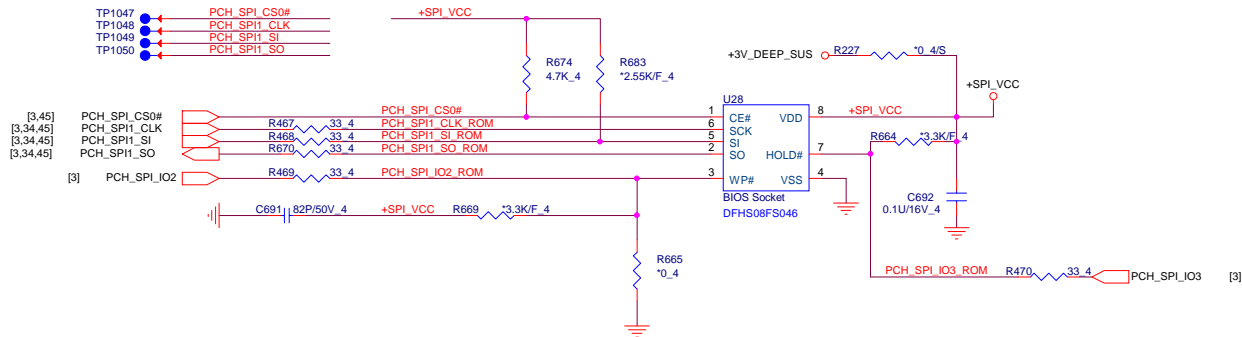 TP1047 PCH_SPI_CS0#
TP1048 PCH_SPI1_CLK
TP1049 PCH_SPI1_SI
TP1050 PCH_SPI1_SO
+SPI_VCC
R674
4.7K_4
R683
*2.55K/F_4
+3V_DEEP_SUS R227 *0_4/S
+SPI_VCC
[3,45] PCH_SPI_CS0# PCH_SPI_CS0#
[3,34,45] PCH_SPI1_CLK R467 33_4 PCH_SPI1_CLK_ROM
[3,34,45] PCH_SPI1_SI R468 33_4 PCH_SPI1_SI_ROM
[3,34,45] PCH_SPI1_SO R670 33_4 PCH_SPI1_SO_ROM
[3] PCH_SPI_IO2 R469 33_4 PCH_SPI_IO2_ROM
U28
1 CE# VDD 8 +SPI_VCC
6 SCK
5 SI
2 SO HOLD# 7
3 WP# VSS 4
BIOS Socket
DFHS08FS046
R664 *3.3K/F_4
C692
0.1U/16V_4
C691 82P/50V_4 +SPI_VCC R669 *3.3K/F_4
R665
*0_4
PCH_SPI_IO3_ROM R470 33_4 PCH_SPI_IO3 [3]